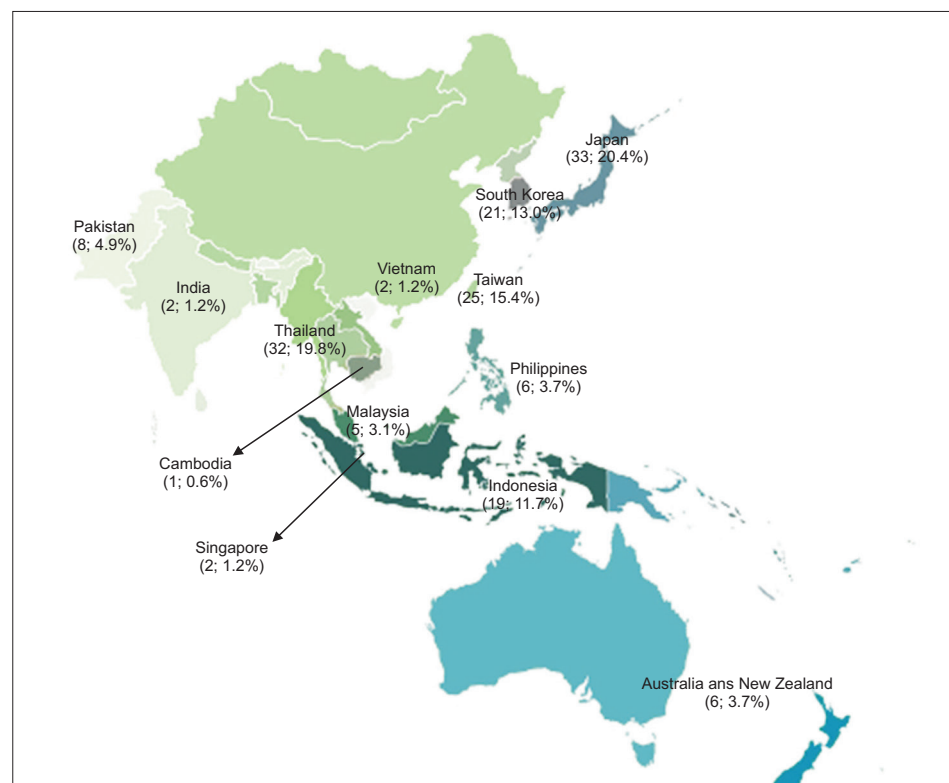 Japan
(33; 20.4%)
South Korea
(21; 13.0%)
Pakistan
(8; 4.9%)
India
(2; 1.2%)
Vietnam
(2; 1.2%)
Taiwan
(25; 15.4%)
Thailand
(32; 19.8%)
Philippines
(6; 3.7%)
Malaysia
(5; 3.1%)
Cambodia
(1; 0.6%)
Indonesia
(19; 11.7%)
Singapore
(2; 1.2%)
Australia ans New Zealand
(6; 3.7%)